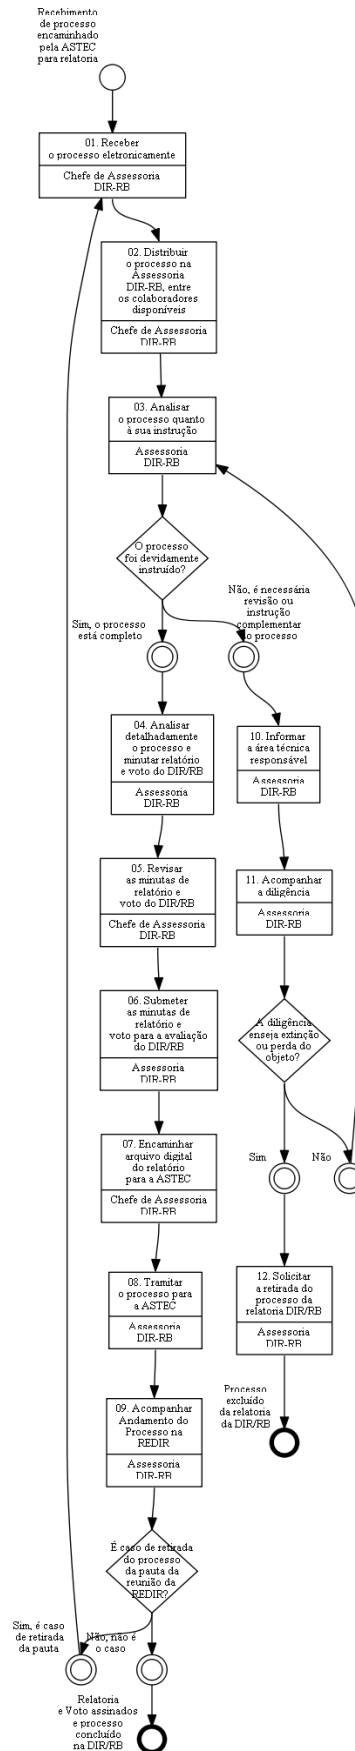 Recebimento
de processo
encaminhado
pela ASTEC
para relatoria
01. Receber
o processo eletronicamente
Chefe de Assessoria
DIR-RB
02. Distribuir
o processo na
Assessoria
DIR-RB, entre
os colaboradores
disponíveis
Chefe de Assessoria
DIR-RB
03. Analisar
o processo quanto
à sua instrução
Assessoria
DIR-RB
O processo
foi devidamente
instruído?
Sim, o processo
está completo
Não, é necessária
revisão ou
instrução
complementar
do processo
04. Analisar
detalhadamente
o processo e
minutar relatório
e voto do DIR/RB
Assessoria
DIR-RB
10. Informar
a área técnica
responsável
Assessoria
DIR-RB
05. Revisar
as minutas de
relatório e
voto do DIR/RB
Chefe de Assessoria
DIR-RB
11. Acompanhar
a diligência
Assessoria
DIR-RB
06. Submeter
as minutas de
relatório e
voto para a avaliação
do DIR/RB
Assessoria
DIR-RB
A diligência
enseja extinção
ou perda do
objeto?
07. Encaminhar
arquivo digital
do relatório
para a ASTEC
Chefe de Assessoria
DIR-RB
Sim
Não
08. Tramitar
o processo para
a ASTEC
Assessoria
DIR-RB
12. Solicitar
a retirada do
processo da
relatoria DIR/RB
Assessoria
DIR-RB
09. Acompanhar
Andamento do
Processo na
REDIR
Assessoria
DIR-RB
Processo
excluído
da relatoria
da DIR/RB
É caso de retirada
do processo
da pauta da
reunião da
REDIR?
Sim, é caso
de retirada
da pauta
Não, não é
o caso
Relatoria
e Voto assinados
e processo
concluído
na DIR/RB